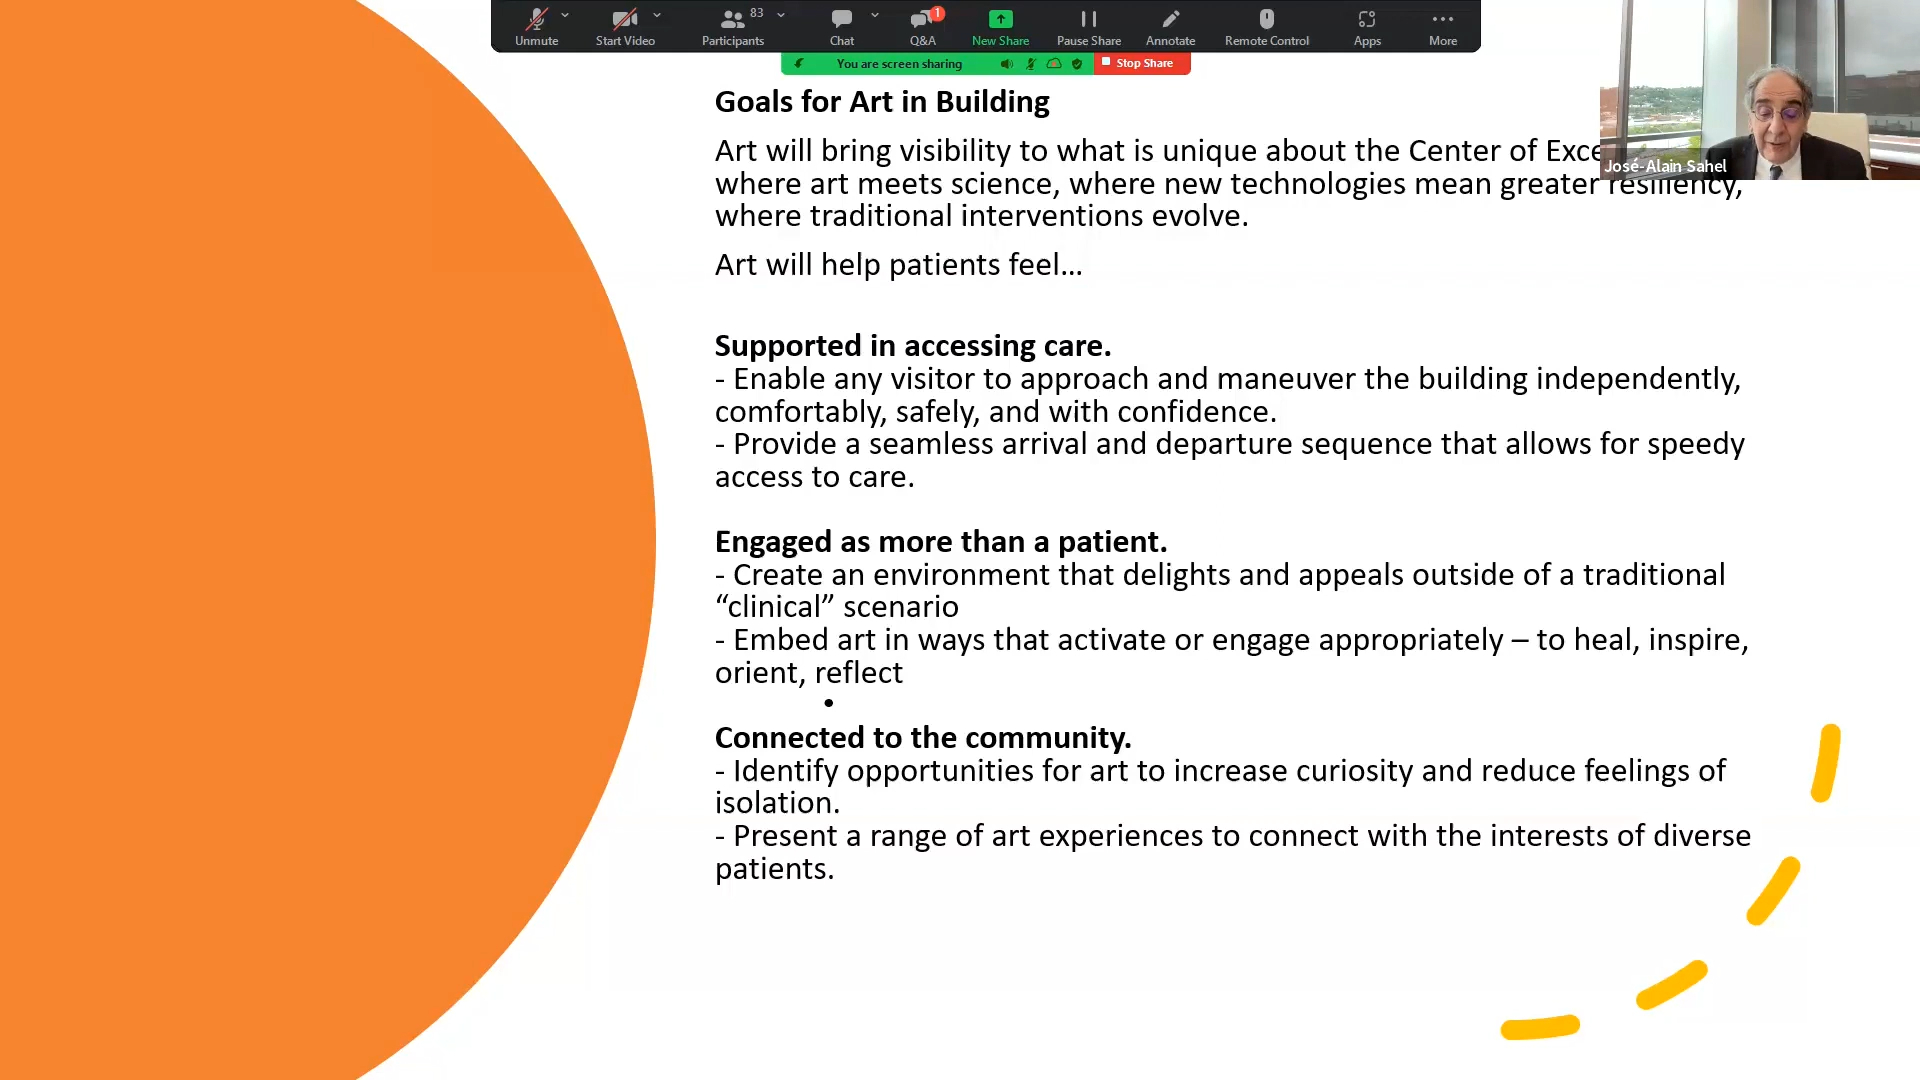 Unmute
Start Video
83
Participants
Chat
1
Q&A
New Share
Pause Share
Annotate
Remote Control
Apps
More
You are screen sharing
Stop Share
José-Alain Sahel
Goals for Art in Building
Art will bring visibility to what is unique about the Center of Exce
where art meets science, where new technologies mean greater resiliency,
where traditional interventions evolve.
Art will help patients feel…
Supported in accessing care.
- Enable any visitor to approach and maneuver the building independently,
comfortably, safely, and with confidence.
- Provide a seamless arrival and departure sequence that allows for speedy
access to care.
Engaged as more than a patient.
- Create an environment that delights and appeals outside of a traditional
“clinical” scenario
- Embed art in ways that activate or engage appropriately – to heal, inspire,
orient, reflect
•
Connected to the community.
- Identify opportunities for art to increase curiosity and reduce feelings of
isolation.
- Present a range of art experiences to connect with the interests of diverse
patients.